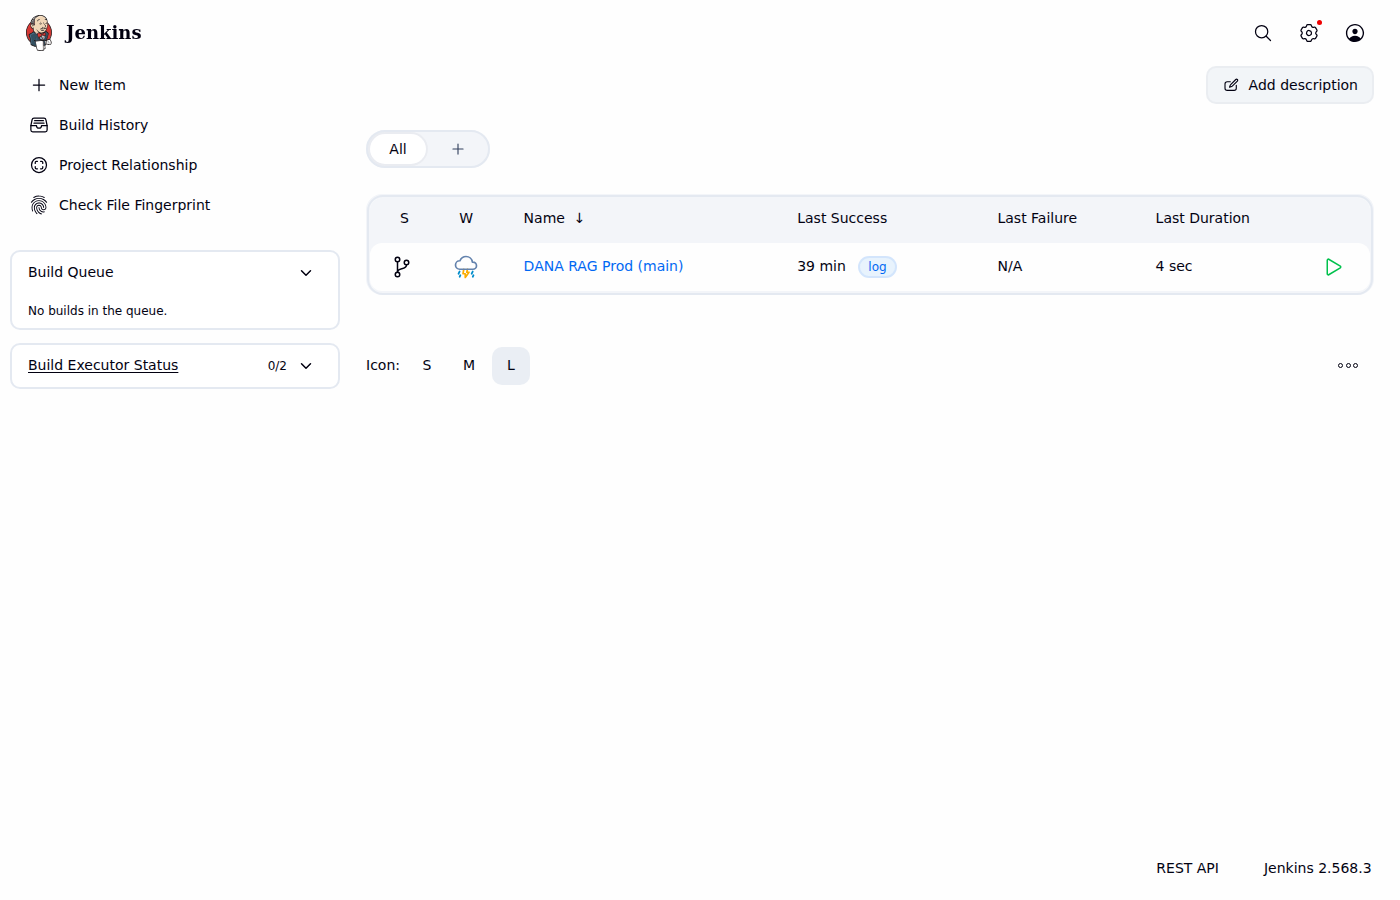 Jenkins
New Item
Build History
Project Relationship
Check File Fingerprint
Build Queue
No builds in the queue.
Build Executor Status 0/2
Add description
All
S W Name ↓ Last Success Last Failure Last Duration
DANA RAG Prod (main) 39 min log N/A 4 sec
Icon: S M L
REST API Jenkins 2.568.3